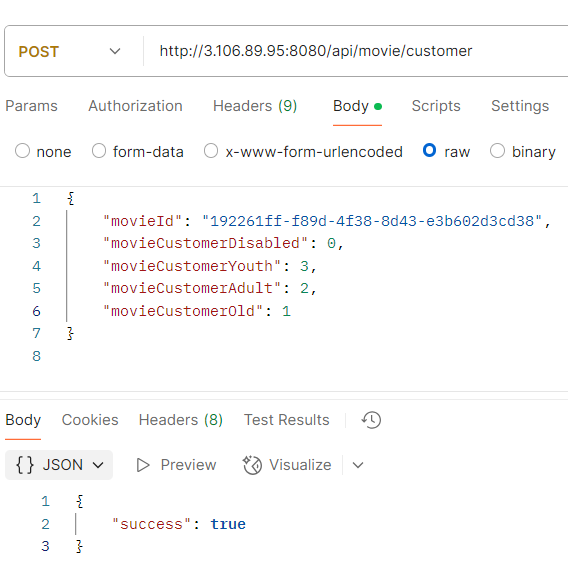 POST http://3.106.89.95:8080/api/movie/customer
Params Authorization Headers (9) Body Scripts Settings
none form-data x-www-form-urlencoded raw binary
1 {
2 "movieId": "192261ff-f89d-4f38-8d43-e3b602d3cd38",
3 "movieCustomerDisabled": 0,
4 "movieCustomerYouth": 3,
5 "movieCustomerAdult": 2,
6 "movieCustomerOld": 1
7 }
8
Body Cookies Headers (8) Test Results
{} JSON Preview Visualize
1 {
2 "success": true
3 }